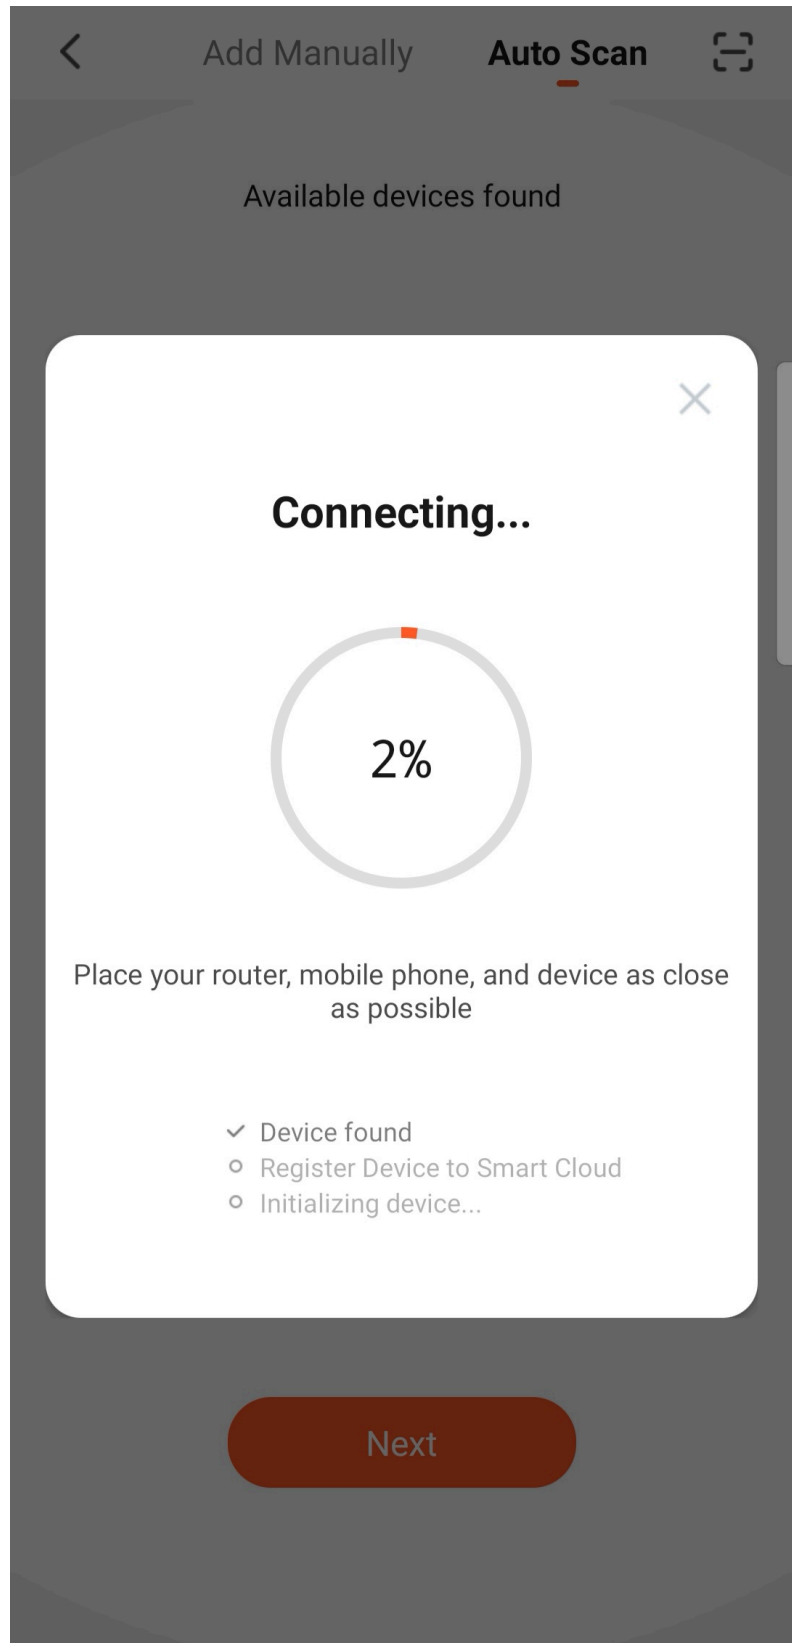 Add Manually
Auto Scan
Available devices found
Connecting...
2%
Place your router, mobile phone, and device as close
as possible
Device found
Register Device to Smart Cloud
Initializing device...
Next